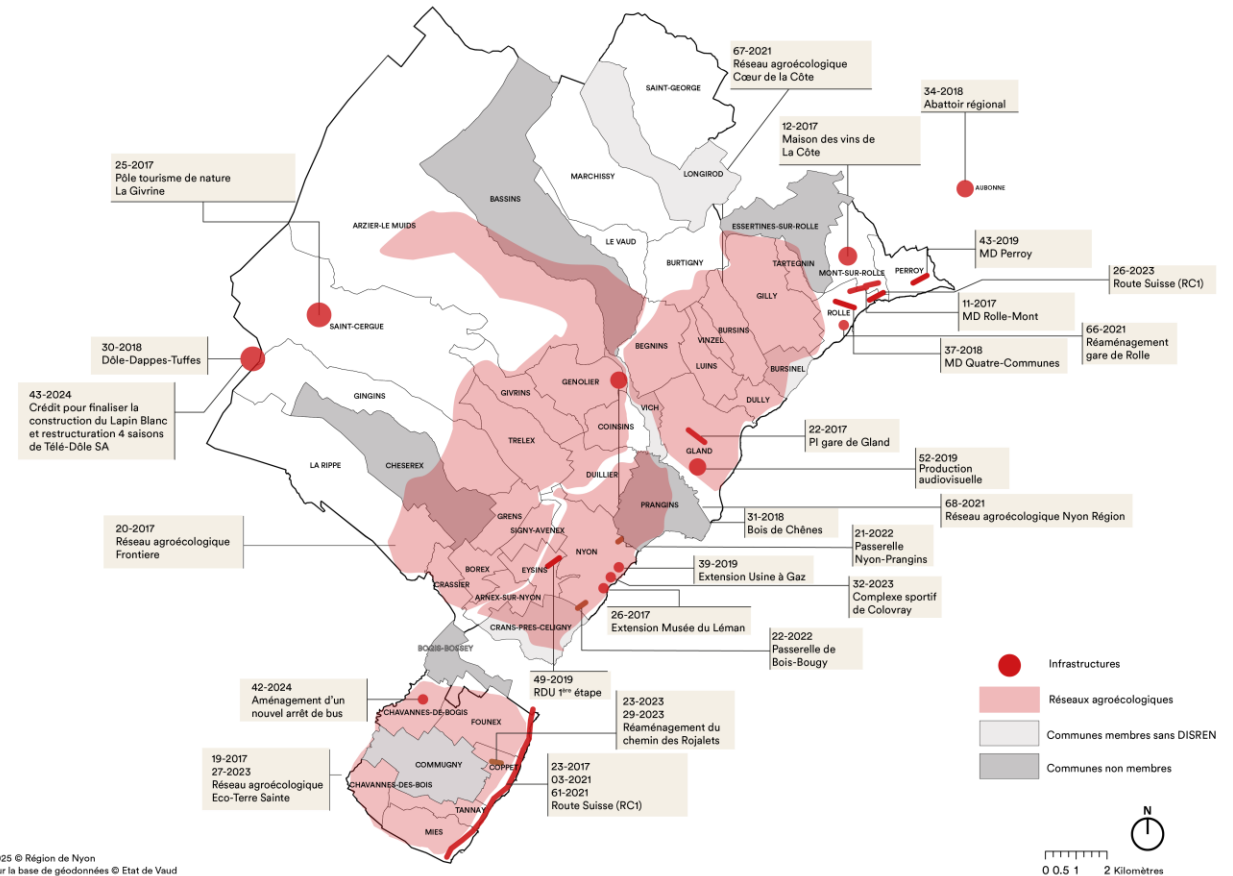 67-2021
Réseau agroécologique
Cœur de la Côte
SAINT-GEORGE
34-2018
Abattoir régional
12-2017
Maison des vins de
La Côte
25-2017
Pôle tourisme de nature
La Givrine
MARCHISSY
LONGIROD
AUBONNE
BASSINS
ARZIER-LE MUIDS
ESSERTINES-SUR-ROLLE
LE VAUD
BURTIGNY
TARTEGNIN
MONT-SUR-ROLLE
PERROY
43-2019
MD Perroy
26-2023
Route Suisse (RC1)
GILLY
ROLLE
11-2017
MD Rolle-Mont
SAINT-CERGUE
BURSINS
VINZEL
BEGNINS
66-2021
Réaménagement
gare de Rolle
30-2018
Dôle-Dappes-Tuffes
37-2018
MD Quatre-Communes
LUINS
BURSINEL
GENOLIER
GIVRINS
GINGINS
DULLY
43-2024
Crédit pour finaliser la
construction du Lapin Blanc
et restructuration 4 saisons
de Télé-Dôle SA
VICH
COINSINS
TRELEX
22-2017
PI gare de Gland
GLAND
LA RIPPE
CHESEREX
52-2019
Production
audiovisuelle
DUILLIER
PRANGINS
68-2021
Réseau agroécologique Nyon Région
31-2018
Bois de Chênes
GRENS
SIGNY-AVENEX
20-2017
Réseau agroécologique
Frontiere
21-2022
Passerelle
Nyon-Prangins
NYON
BOREX
EYSINS
39-2019
Extension Usine à Gaz
CRASSIER
32-2023
Complexe sportif
de Colovray
ARNEX-SUR-NYON
26-2017
Extension Musée du Léman
CRANS-PRES-CELIGNY
22-2022
Passerelle de
Bois-Bougy
BOGIS-BOSSEY
49-2019
RDU 1ère étape
42-2024
Aménagement d'un
nouvel arrêt de bus
CHAVANNES-DE-BOGIS
FOUNEX
23-2023
29-2023
Réaménagement du
chemin des Rojalets
COMMUGNY
COPPET
19-2017
27-2023
Réseau agroécologique
Eco-Terre Sainte
CHAVANNES-DES-BOIS
23-2017
03-2021
61-2021
Route Suisse (RC1)
TANNAY
MIES
Infrastructures
Réseaux agroécologiques
Communes membres sans DISREN
Communes non membres
N
0 0.5 1 2 Kilomètres
25 © Région de Nyon
ur la base de géodonnées © Etat de Vaud